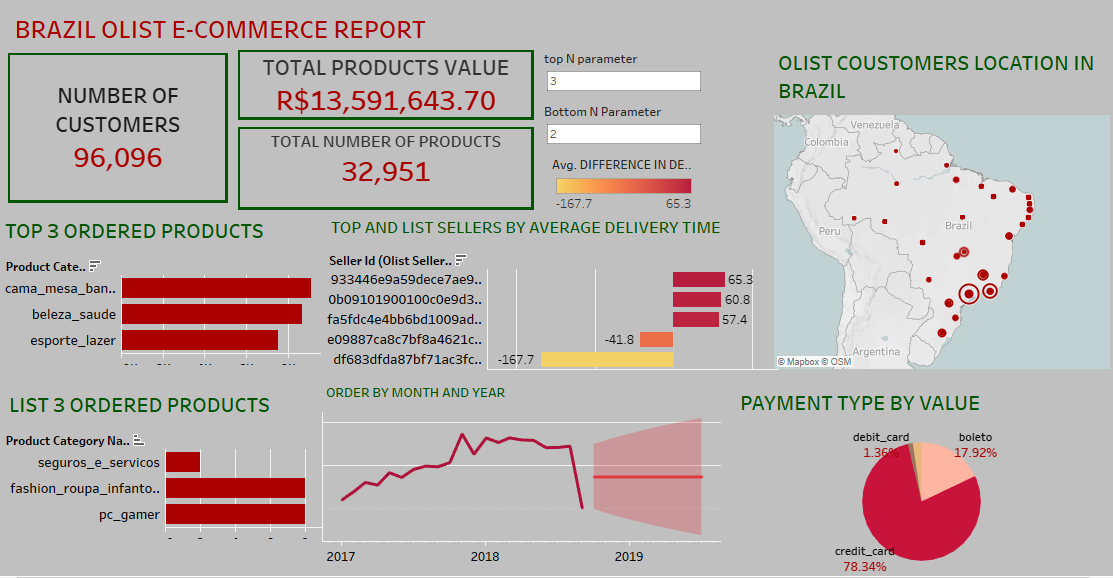 BRAZIL OLIST E-COMMERCE REPORT
NUMBER OF
CUSTOMERS
96,096
TOTAL PRODUCTS VALUE
R$13,591,643.70
TOTAL NUMBER OF PRODUCTS
32,951
top N parameter
3
Bottom N Parameter
2
Avg. DIFFERENCE IN DE..
-167.7
65.3
OLIST COUSTOMERS LOCATION IN
BRAZIL
Venezuela
Colombia
Peru
Brazil
Argentina
© Mapbox © OSM
TOP 3 ORDERED PRODUCTS
Product Cate..
cama_mesa_ban..
beleza_saude
esporte_lazer
TOP AND LIST SELLERS BY AVERAGE DELIVERY TIME
Seller Id (Olist Seller..
933446e9a59dece7ae9..
65.3
0b09101900100c0e9d3..
60.8
fa5fdc4e4bb6bd1009ad..
57.4
e09887ca8c7bf8a4621c..
-41.8
df683dfda87bf71ac3fc..
-167.7
LIST 3 ORDERED PRODUCTS
Product Category Na..
seguros_e_servicos
fashion_roupa_infanto..
pc_gamer
ORDER BY MONTH AND YEAR
2017
2018
2019
PAYMENT TYPE BY VALUE
debit_card
1.36%
boleto
17.92%
credit_card
78.34%